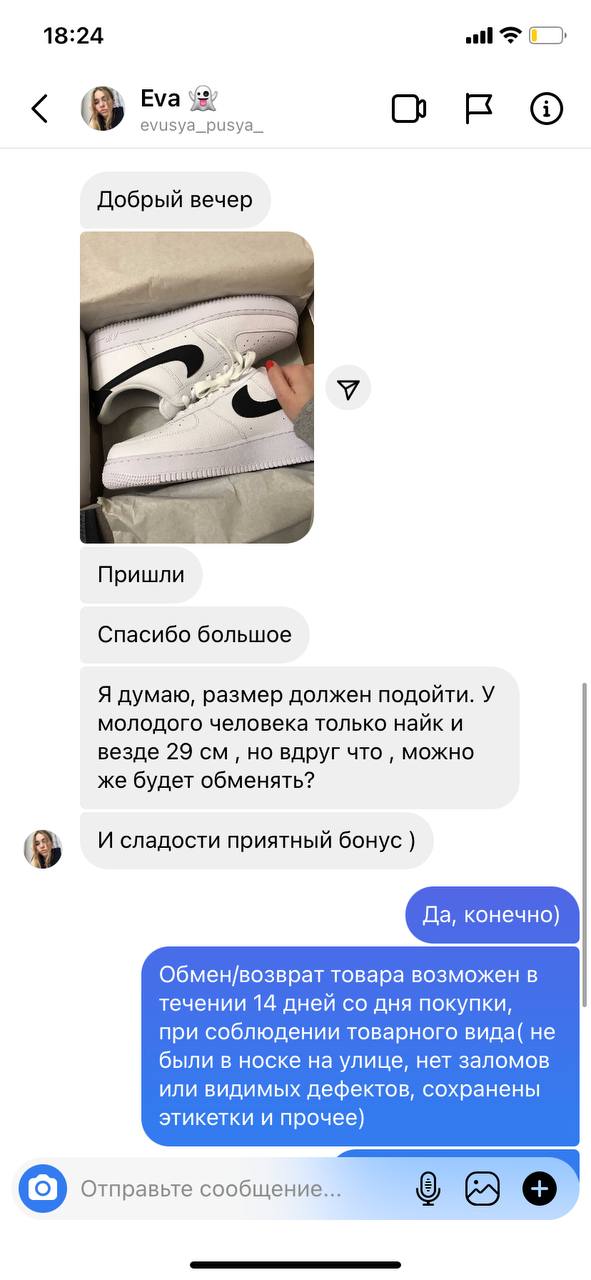 18:24
Eva 👻
evusya_pusya_
Добрый вечер
Пришли
Спасибо большое
Я думаю, размер должен подойти. У
молодого человека только найк и
везде 29 см , но вдруг что , можно
же будет обменять?
И сладости приятный бонус )
Да, конечно)
Обмен/возврат товара возможен в
течении 14 дней со дня покупки,
при соблюдении товарного вида( не
были в носке на улице, нет заломов
или видимых дефектов, сохранены
этикетки и прочее)
Отправьте сообщение...